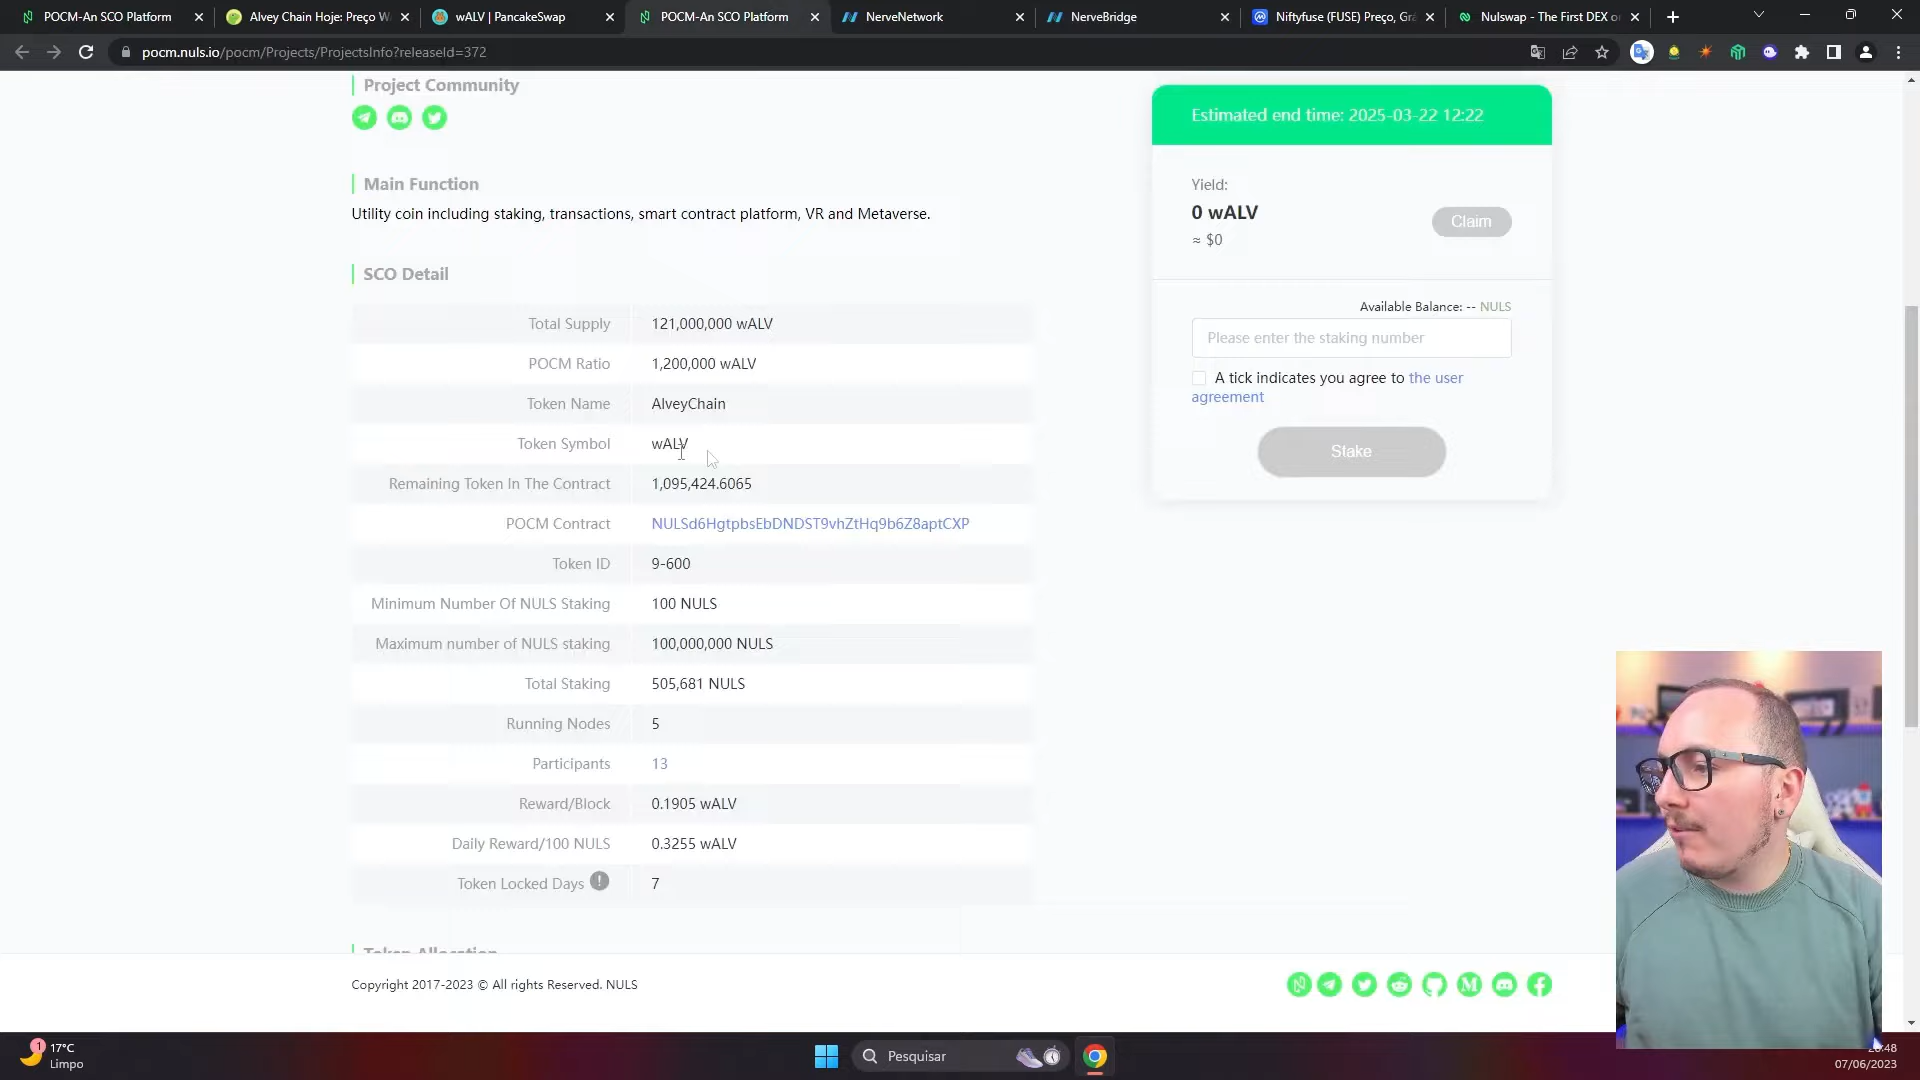 POCM-An SCO Platform
Alvey Chain Hoje: Preço W
wALV | PancakeSwap
POCM-An SCO Platform
NerveNetwork
NerveBridge
Niftyfuse (FUSE) Preço, Grá
Nulswap - The First DEX o
pocm.nuls.io/pocm/Projects/ProjectsInfo?releaseId=372
Project Community
Main Function
Utility coin including staking, transactions, smart contract platform, VR and Metaverse.
SCO Detail
Total Supply 121,000,000 wALV
POCM Ratio 1,200,000 wALV
Token Name AlveyChain
Token Symbol wALV
Remaining Token In The Contract 1,095,424.6065
POCM Contract NULSd6HgtpbsEbDNDST9vhZtHq9b6Z8aptCXP
Token ID 9-600
Minimum Number Of NULS Staking 100 NULS
Maximum number of NULS staking 100,000,000 NULS
Total Staking 505,681 NULS
Running Nodes 5
Participants 13
Reward/Block 0.1905 wALV
Daily Reward/100 NULS 0.3255 wALV
Token Locked Days ! 7
Token Allocation
Estimated end time: 2025-03-22 12:22
Yield:
0 wALV
≈ $0
Claim
Available Balance: -- NULS
Please enter the staking number
A tick indicates you agree to the user
agreement
Stake
Copyright 2017-2023 © All rights Reserved. NULS
1
17°C
Limpo
Pesquisar
07/06/2023